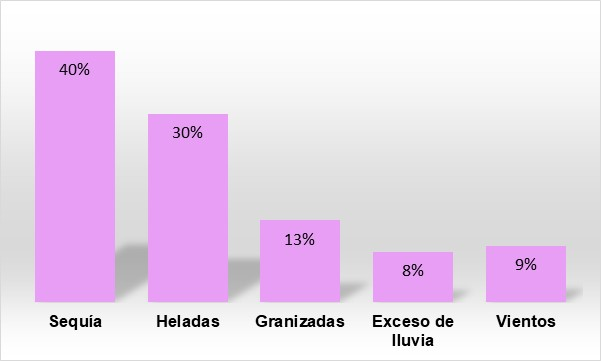 40%
30%
13%
8%
9%
Sequía
Heladas
Granizadas
Exceso de
lluvia
Vientos